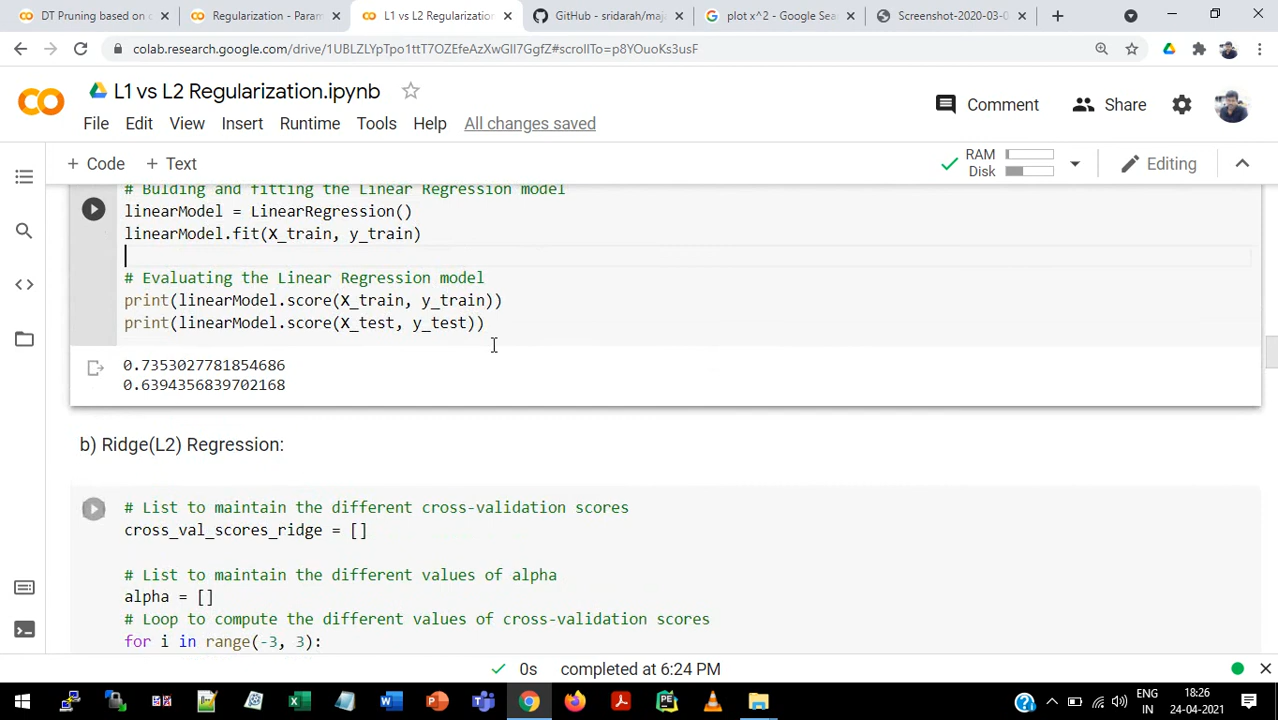 DT Pruning based on c
Regularization - Param
L1 vs L2 Regularization
GitHub - sridarah/maj
plot x^2 - Google Sea
Screenshot-2020-03-0
colab.research.google.com/drive/1UBLZLYpTpo1ttT7OZEfeAzXwGlI7GgfZ#scrollTo=p8YOuoKs3usF
L1 vs L2 Regularization.ipynb
Comment
Share
File Edit View Insert Runtime Tools Help All changes saved
+ Code + Text
RAM
Disk
Editing
# Bulding and fitting the Linear Regression model
linearModel = LinearRegression()
linearModel.fit(X_train, y_train)
# Evaluating the Linear Regression model
print(linearModel.score(X_train, y_train))
print(linearModel.score(X_test, y_test))
0.7353027781854686
0.6394356839702168
b) Ridge(L2) Regression:
# List to maintain the different cross-validation scores
cross_val_scores_ridge = []
# List to maintain the different values of alpha
alpha = []
# Loop to compute the different values of cross-validation scores
for i in range(-3, 3):
0s completed at 6:24 PM
ENG
IN
18:26
24-04-2021